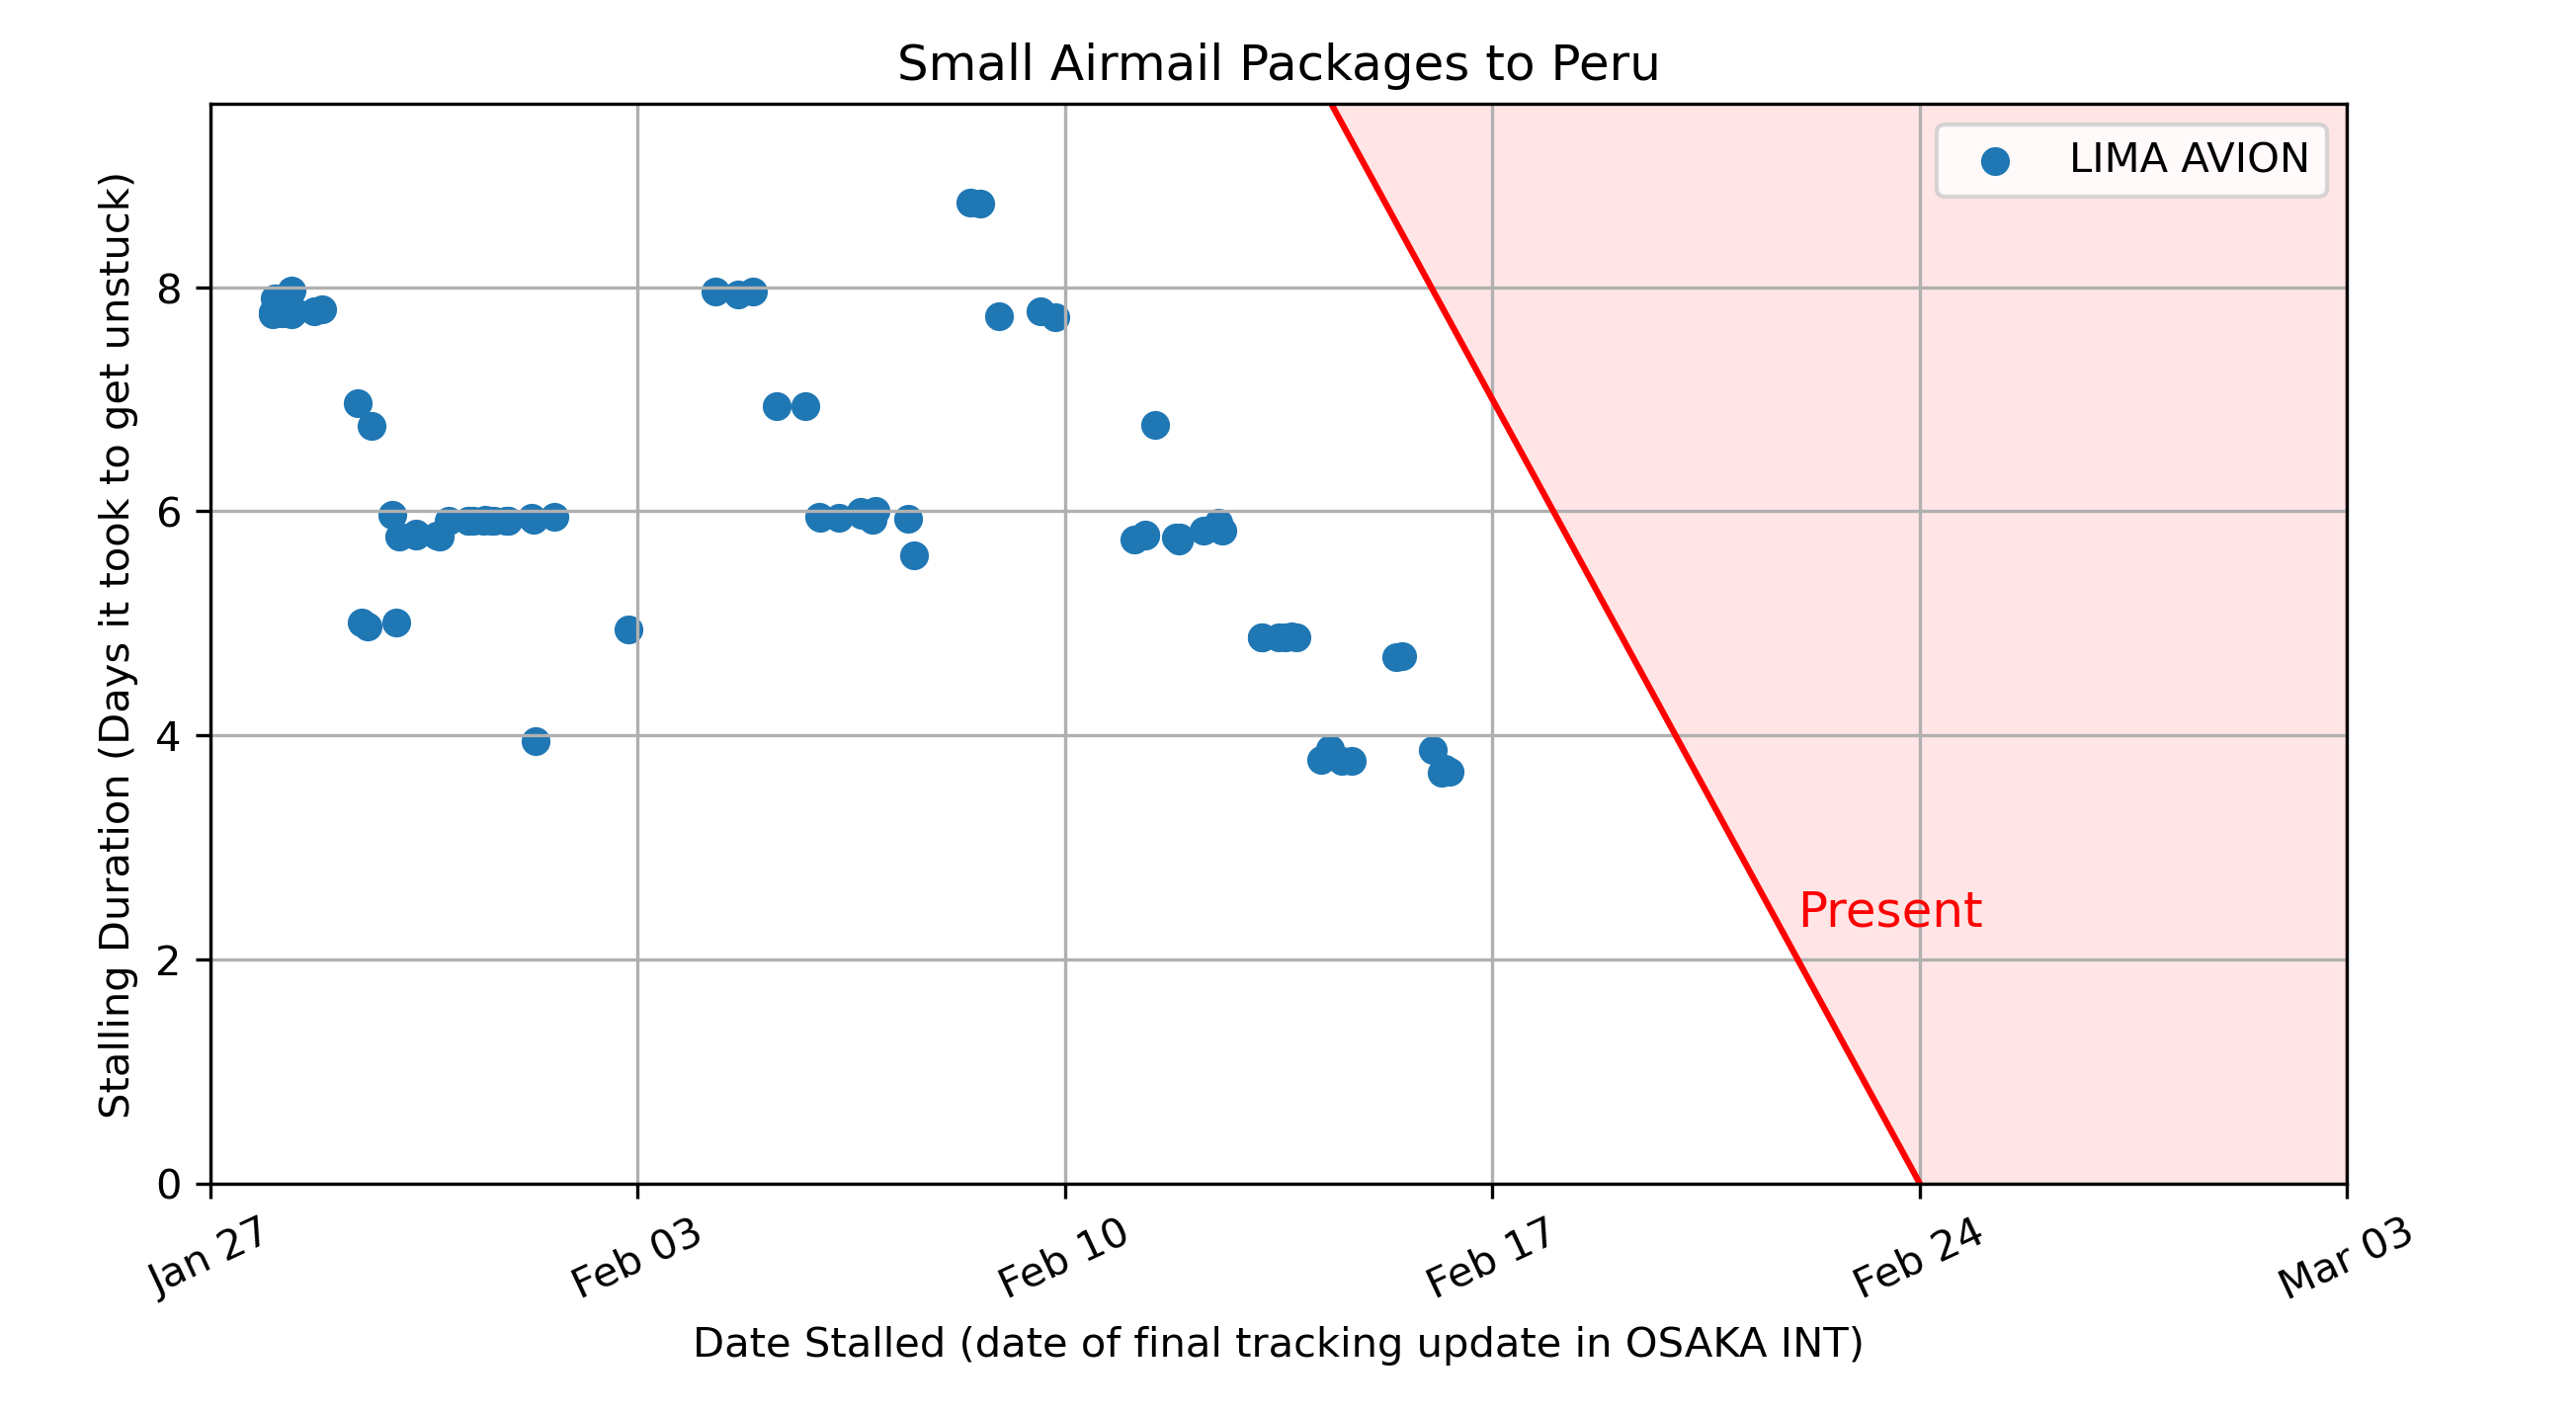 Small Airmail Packages to Peru
LIMA AVION
Stalling Duration (Days it took to get unstuck)
8
6
4
2
0
Present
Jan 27
Feb 03
Feb 10
Feb 17
Feb 24
Mar 03
Date Stalled (date of final tracking update in OSAKA INT)